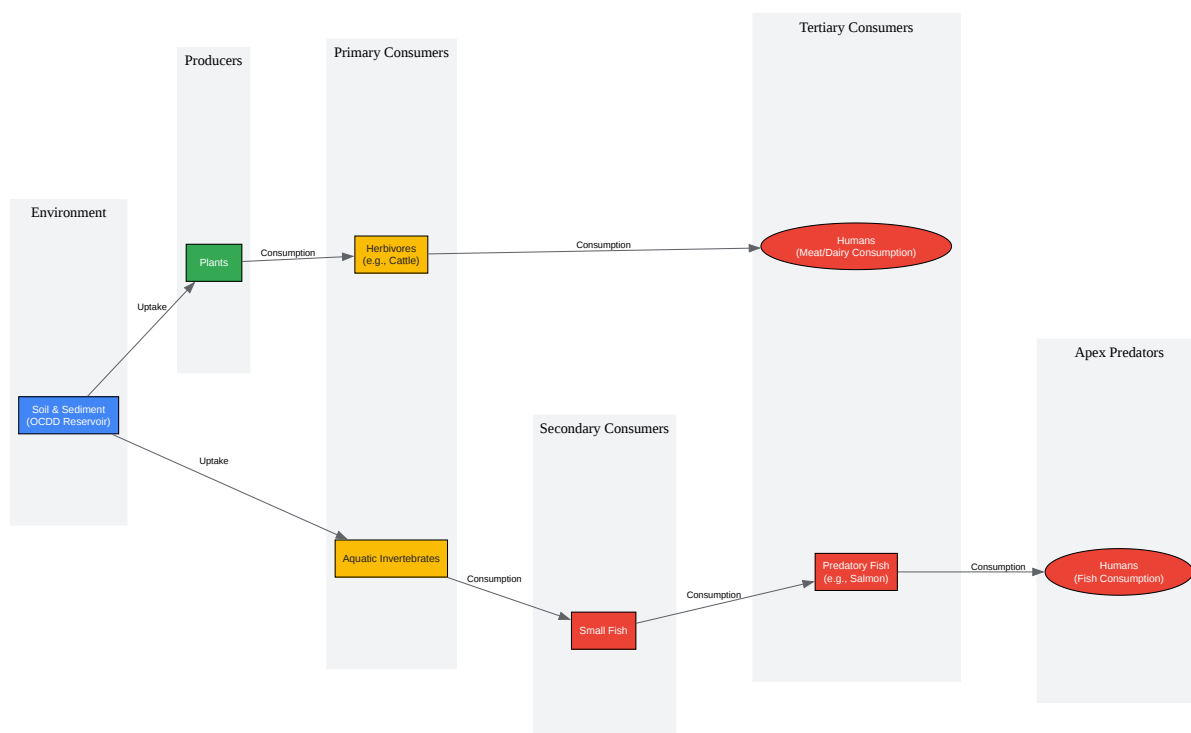 Tertiary Consumers
Primary Consumers
Producers
Environment
Plants
Consumption
Herbivores
(e.g., Cattle)
Consumption
Humans
(Meat/Dairy Consumption)
Uptake
Apex Predators
Soil & Sediment
(OCDD Reservoir)
Secondary Consumers
Uptake
Aquatic Invertebrates
Consumption
Small Fish
Consumption
Predatory Fish
(e.g., Salmon)
Consumption
Humans
(Fish Consumption)